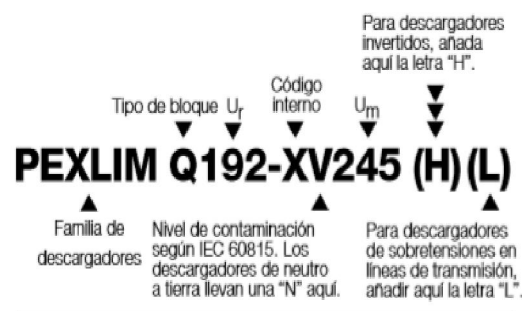 Para descargadores
invertidos, añada
aquí la letra "H".
Código
interno
Tipo de bloque Ur
Um
PEXLIM Q192-XV245 (H)(L)
Familia de
descargadores
Nivel de contaminación
según IEC 60815. Los
descargadores de neutro
a tierra llevan una "N" aquí.
Para descargadores
de sobretensiones en
líneas de transmisión,
añadir aquí la letra "L".